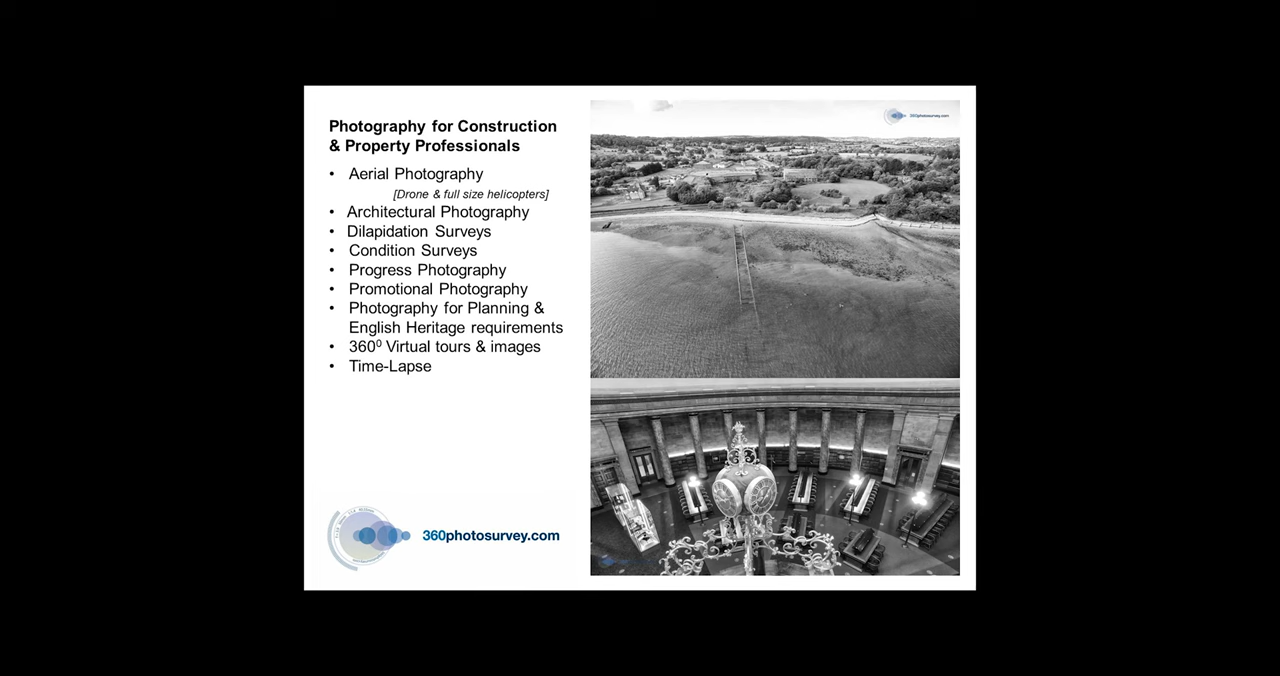 Photography for Construction
& Property Professionals
• Aerial Photography
[Drone & full size helicopters]
• Architectural Photography
• Dilapidation Surveys
• Condition Surveys
• Progress Photography
• Promotional Photography
• Photography for Planning &
English Heritage requirements
• 360⁰ Virtual tours & images
• Time-Lapse
360photosurvey.com
360photosurvey.com